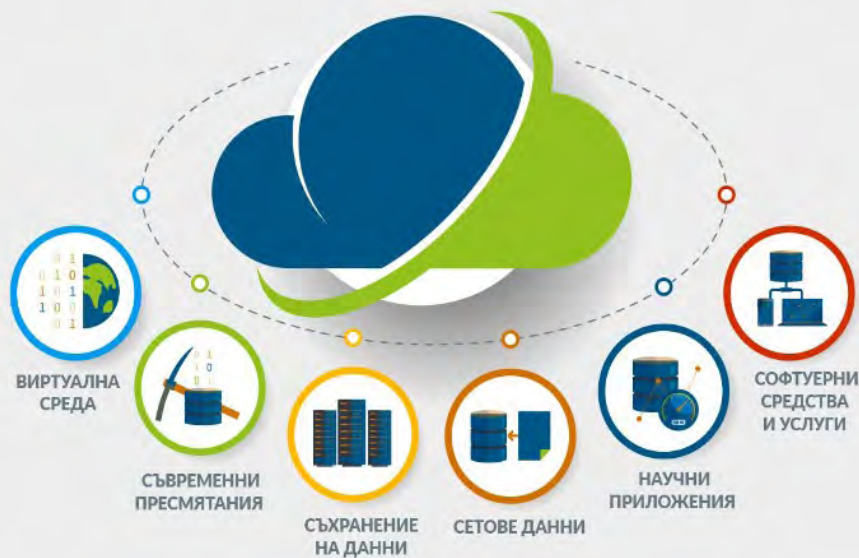 ВИРТУАЛНА
СРЕДА
СЪВРЕМЕННИ
ПРЕСМЯТАНИЯ
СЪХРАНЕНИЕ
НА ДАННИ
СЕТОВЕ ДАННИ
НАУЧНИ
ПРИЛОЖЕНИЯ
СОФТУЕРНИ
СРЕДСТВА
И УСЛУГИ